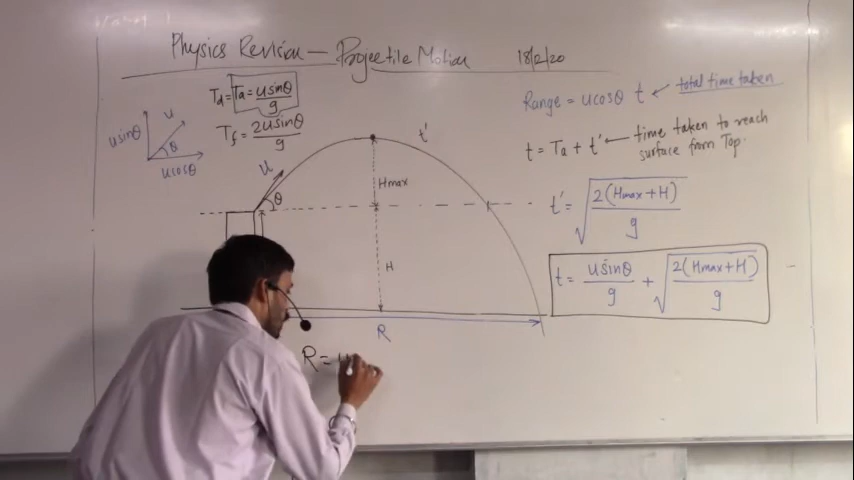 Physics Revision — Projectile Motion 18/2/20
u
usinθ
θ
ucosθ
Td = Ta = usinθ/g
Tf = 2usinθ/g
u
θ
t'
Hmax
H
R
R = u
Range = ucosθ t ← total time taken
t = Ta + t' ← time taken to reach
surface from Top.
t' = √(2(Hmax+H)/g)
t = usinθ/g + √(2(Hmax+H)/g)